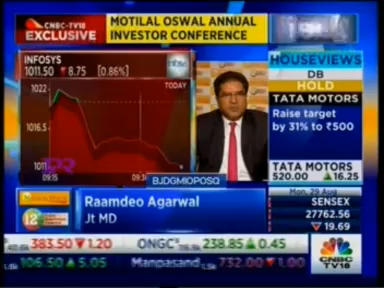 CNBC-TV18
EXCLUSIVE
MOTILAL OSWAL ANNUAL
INVESTOR CONFERENCE
INFOSYS
1011.50 ▼ 8.75 [0.86%]
nse
TODAY
1022
1016.5
1011
09:15
BJDGMIOPOSQ
HOUSEVIEWS
DB
HOLD
TATA MOTORS
Raise target
by 31% to ₹500
TATA MOTORS
520.00 ▲ 16.25
Raamdeo Agarwal
Jt MD
12
Mon, 29 Aug
SENSEX
27762.56
▼ 19.69
383.50 ▼ 1.20 ONGC 238.85 ▲ 0.45
106.50 ▲ 5.05 Manpasand 732.00 ▼ 1.00
CNBC
TV18